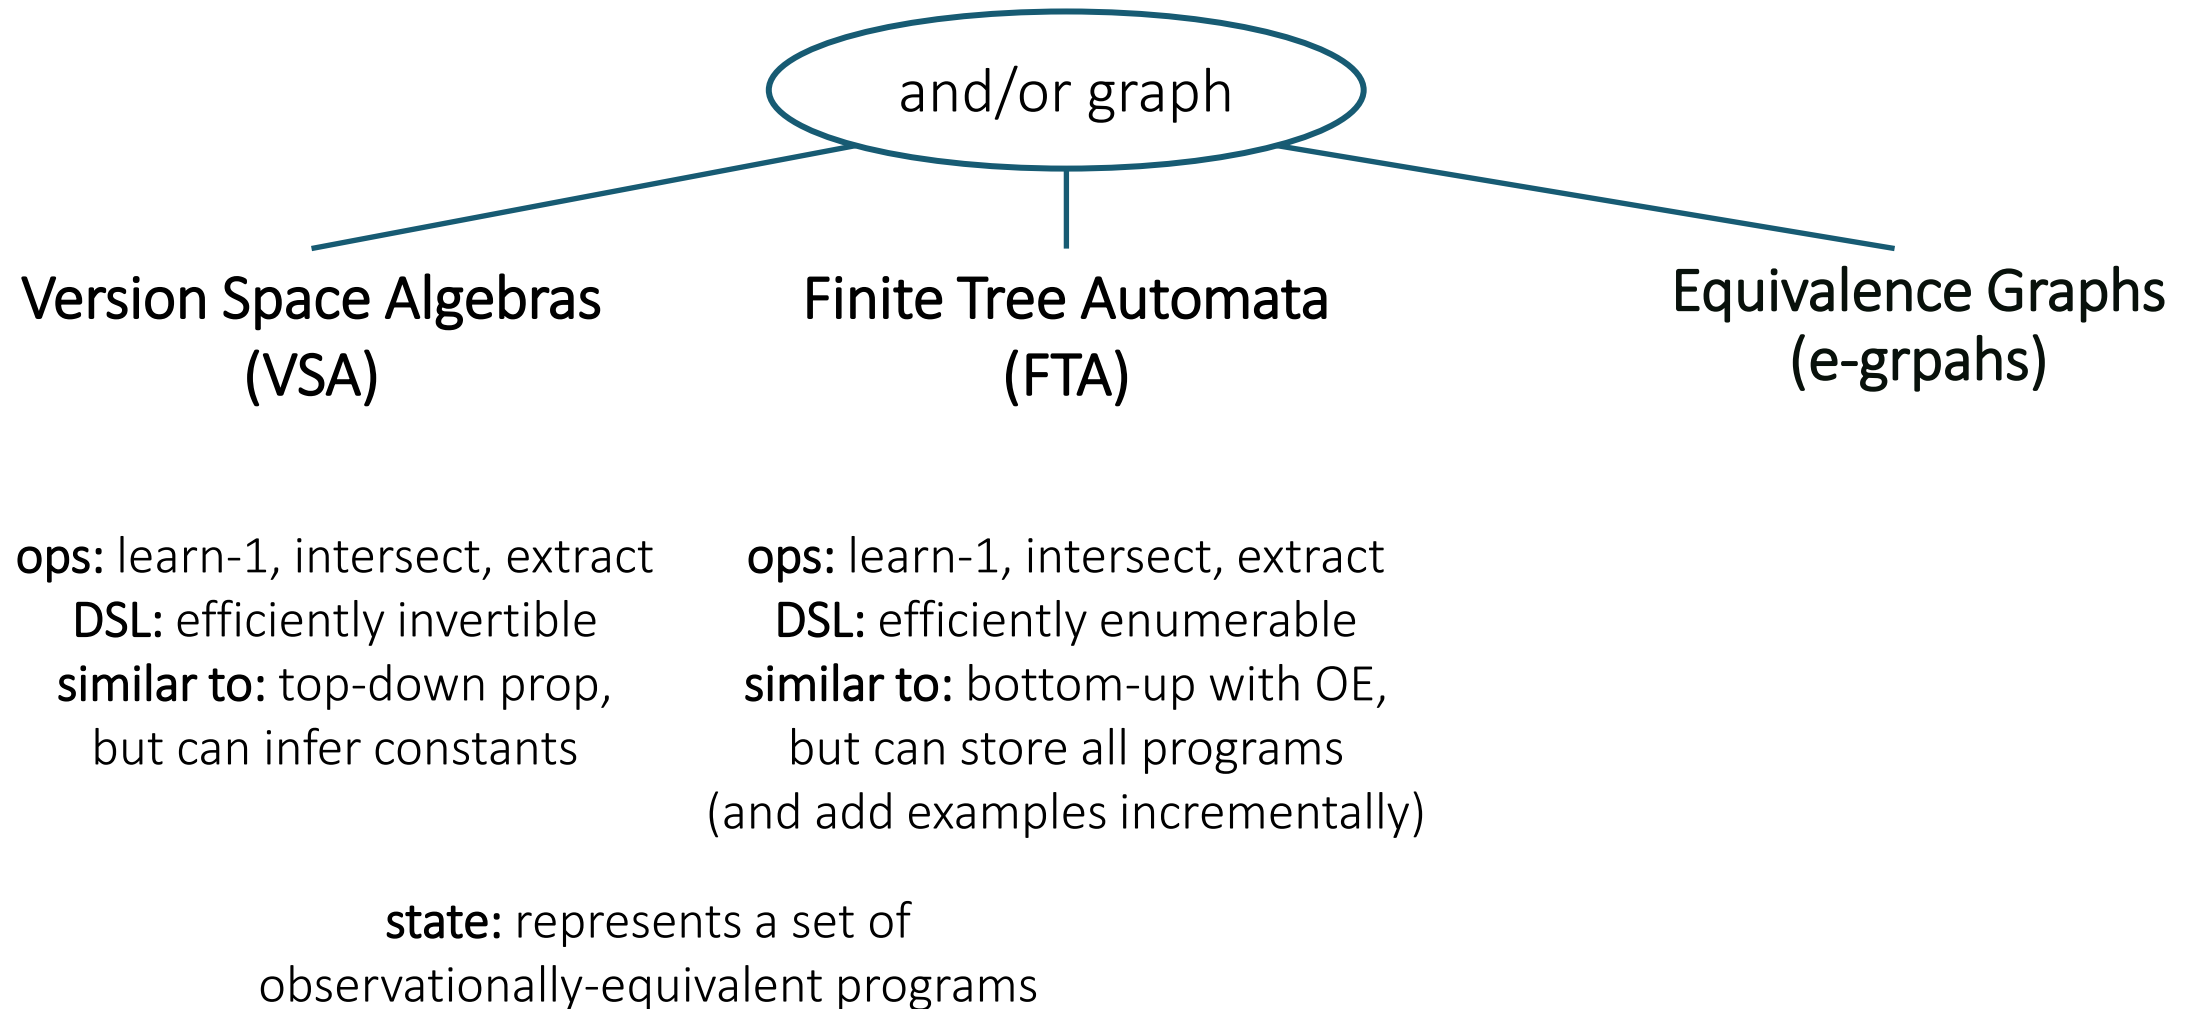 and/or graph
Version Space Algebras
(VSA)
Finite Tree Automata
(FTA)
Equivalence Graphs
(e-grpahs)
ops: learn-1, intersect, extract
DSL: efficiently invertible
similar to: top-down prop,
but can infer constants
ops: learn-1, intersect, extract
DSL: efficiently enumerable
similar to: bottom-up with OE,
but can store all programs
(and add examples incrementally)
state: represents a set of
observationally-equivalent programs